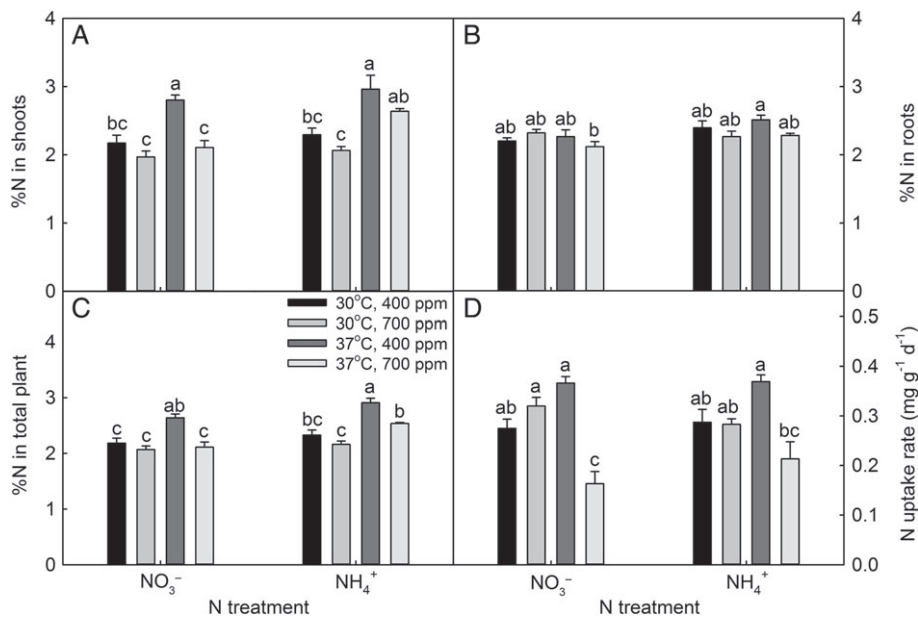 A
%N in shoots
4
3
2
1
0
bc
c
a
c
bc
c
a
ab
B
%N in roots
4
3
2
1
0
ab
ab
ab
b
ab
ab
a
ab
C
%N in total plant
4
3
2
1
0
30°C, 400 ppm
30°C, 700 ppm
37°C, 400 ppm
37°C, 700 ppm
c
c
ab
c
bc
c
a
b
NO₃⁻
NH₄⁺
N treatment
D
N uptake rate (mg g⁻¹ d⁻¹)
0.5
0.4
0.3
0.2
0.1
0.0
ab
a
a
c
ab
ab
a
bc
NO₃⁻
NH₄⁺
N treatment